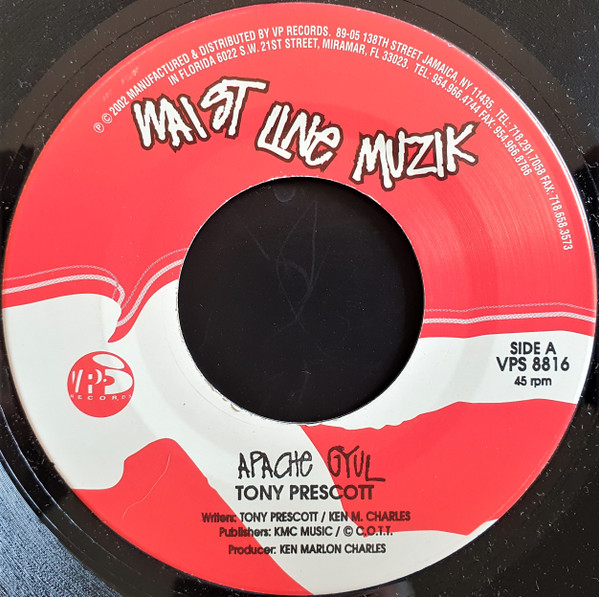 ℗ © 2002 MANUFACTURED & DISTRIBUTED BY VP RECORDS. 89-05 138TH STREET JAMAICA, NY 11435. TEL: 718.291.7058 FAX: 718.658.3573
IN FLORIDA 6022 S.W. 21ST STREET, MIRAMAR, FL 33023. TEL: 954.966.4744 FAX: 954.966.8766
WAIST LINE MUZIK
SIDE A
VPS 8816
45 rpm
VP
RECORDS
APACHE GYUL
TONY PRESCOTT
Writers: TONY PRESCOTT / KEN M. CHARLES
Publishers: KMC MUSIC / © C.O.T.T.
Producer: KEN MARLON CHARLES